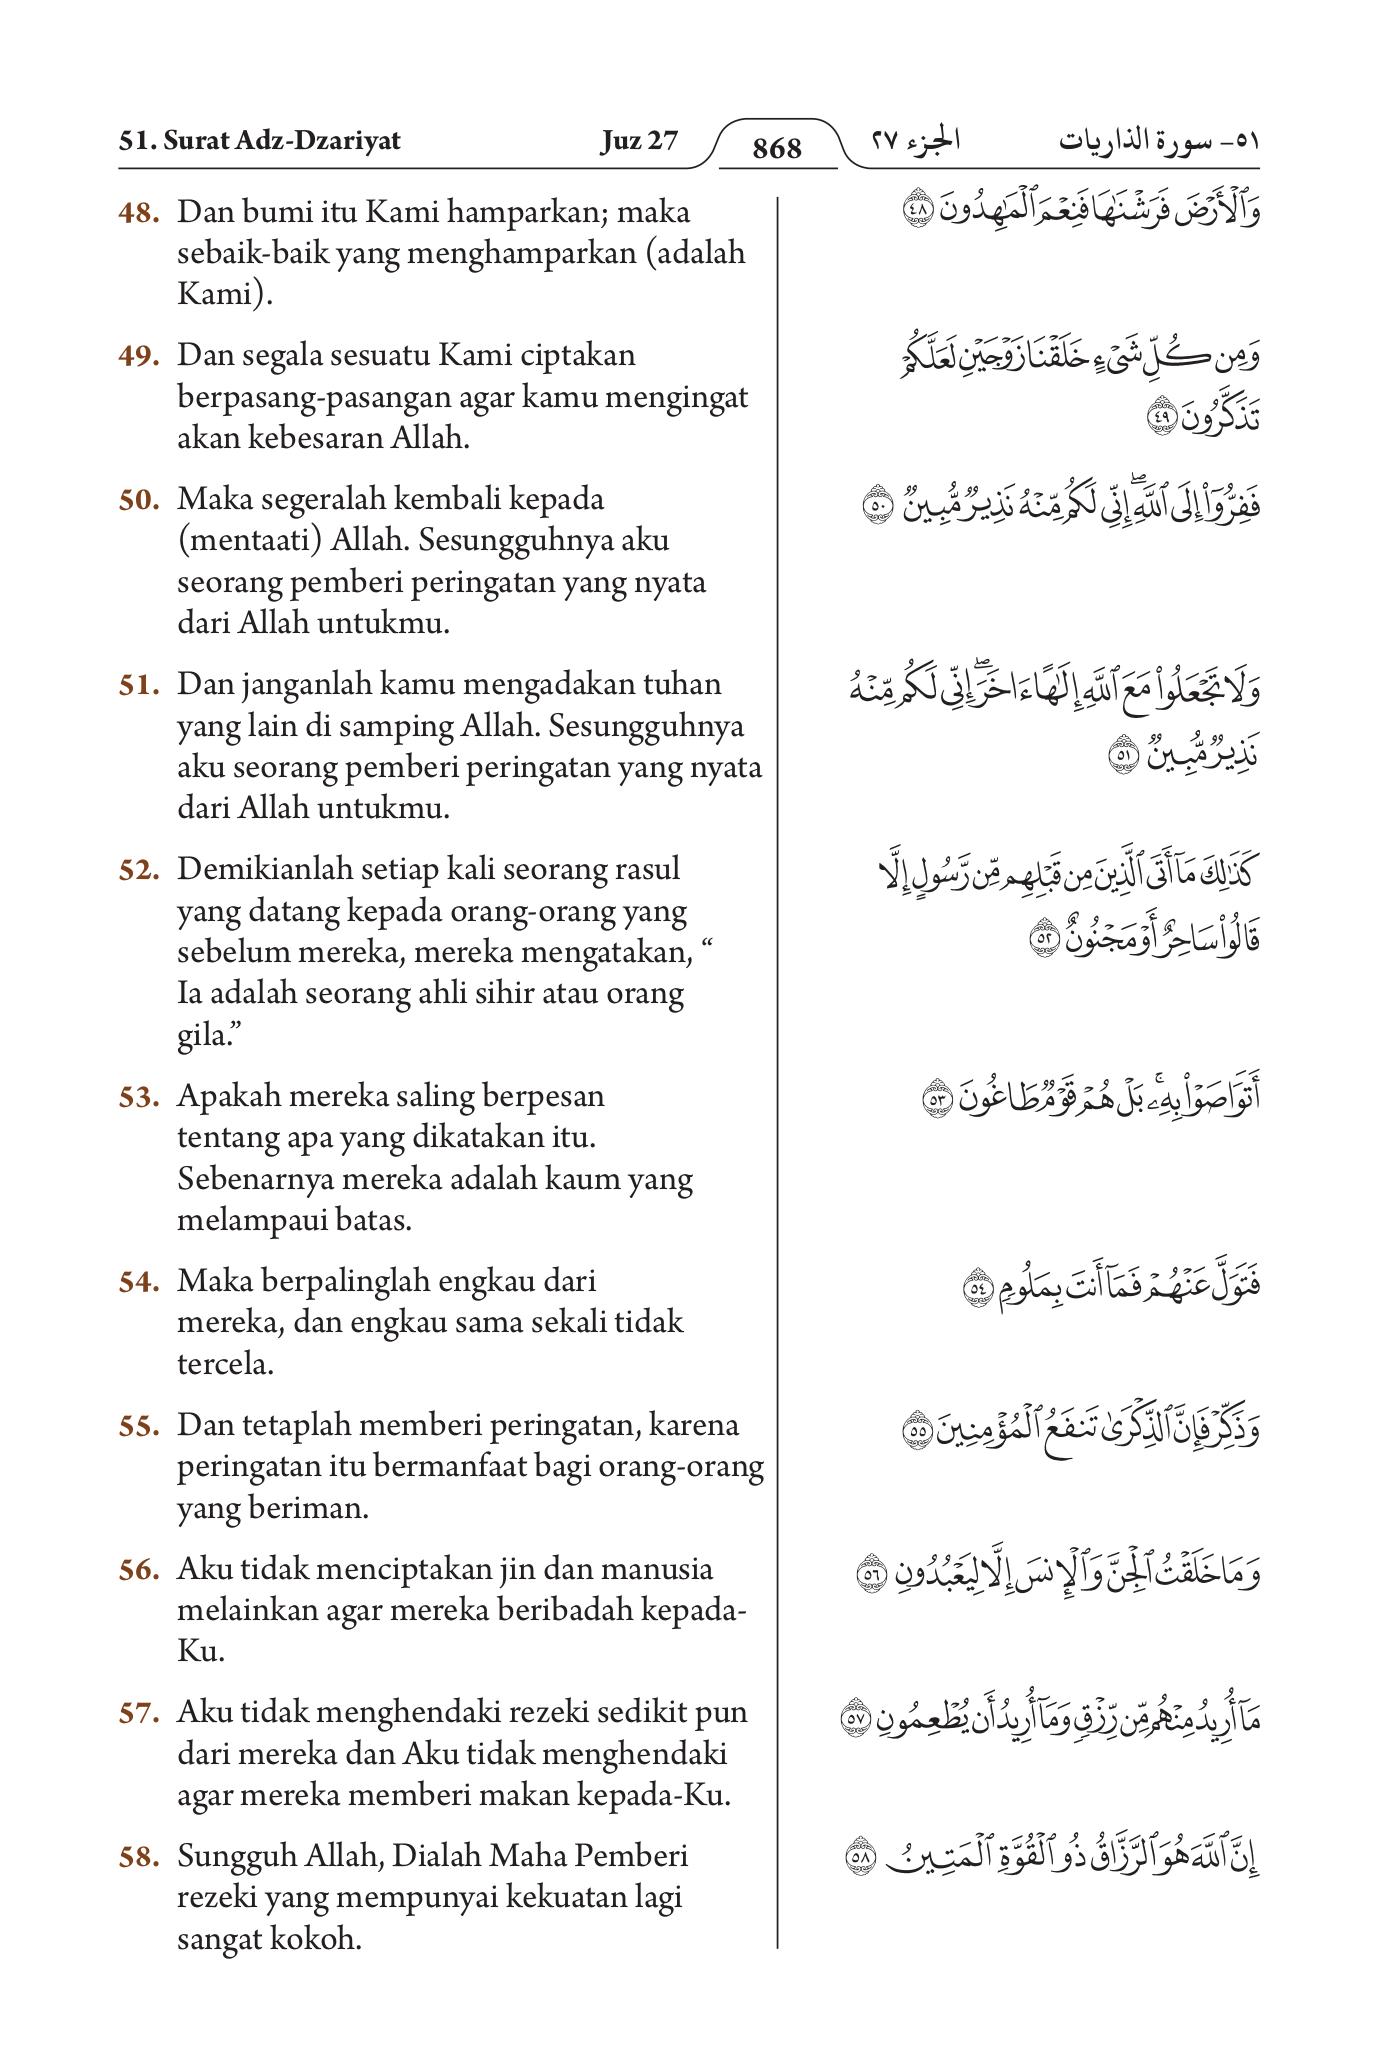 51. Surat Adz-Dzariyat
Juz 27
868
الجزء ٢٧
٥١- سورة الذاريات
48. Dan bumi itu Kami hamparkan; maka
sebaik-baik yang menghamparkan (adalah
Kami).
وَٱلْأَرْضَ فَرَشْنَٰهَا فَنِعْمَ ٱلْمَٰهِدُونَ ٤٨
49. Dan segala sesuatu Kami ciptakan
berpasang-pasangan agar kamu mengingat
akan kebesaran Allah.
وَمِن كُلِّ شَىْءٍ خَلَقْنَا زَوْجَيْنِ لَعَلَّكُمْ
تَذَكَّرُونَ ٤٩
50. Maka segeralah kembali kepada
(mentaati) Allah. Sesungguhnya aku
seorang pemberi peringatan yang nyata
dari Allah untukmu.
فَفِرُّوٓا۟ إِلَى ٱللَّهِ ۖ إِنِّى لَكُم مِّنْهُ نَذِيرٌ مُّبِينٌ ٥٠
51. Dan janganlah kamu mengadakan tuhan
yang lain di samping Allah. Sesungguhnya
aku seorang pemberi peringatan yang nyata
dari Allah untukmu.
وَلَا تَجْعَلُوا۟ مَعَ ٱللَّهِ إِلَٰهًا ءَاخَرَ ۖ إِنِّى لَكُم مِّنْهُ
نَذِيرٌ مُّبِينٌ ٥١
52. Demikianlah setiap kali seorang rasul
yang datang kepada orang-orang yang
sebelum mereka, mereka mengatakan, “
Ia adalah seorang ahli sihir atau orang
gila.”
كَذَٰلِكَ مَآ أَتَى ٱلَّذِينَ مِن قَبْلِهِم مِّن رَّسُولٍ إِلَّا
قَالُوا۟ سَاحِرٌ أَوْ مَجْنُونٌ ٥٢
53. Apakah mereka saling berpesan
tentang apa yang dikatakan itu.
Sebenarnya mereka adalah kaum yang
melampaui batas.
أَتَوَاصَوْا۟ بِهِۦ ۚ بَلْ هُمْ قَوْمٌ طَاغُونَ ٥٣
54. Maka berpalinglah engkau dari
mereka, dan engkau sama sekali tidak
tercela.
فَتَوَلَّ عَنْهُمْ فَمَآ أَنتَ بِمَلُومٍ ٥٤
55. Dan tetaplah memberi peringatan, karena
peringatan itu bermanfaat bagi orang-orang
yang beriman.
وَذَكِّرْ فَإِنَّ ٱلذِّكْرَىٰ تَنفَعُ ٱلْمُؤْمِنِينَ ٥٥
56. Aku tidak menciptakan jin dan manusia
melainkan agar mereka beribadah kepada-
Ku.
وَمَا خَلَقْتُ ٱلْجِنَّ وَٱلْإِنسَ إِلَّا لِيَعْبُدُونِ ٥٦
57. Aku tidak menghendaki rezeki sedikit pun
dari mereka dan Aku tidak menghendaki
agar mereka memberi makan kepada-Ku.
مَآ أُرِيدُ مِنْهُم مِّن رِّزْقٍ وَمَآ أُرِيدُ أَن يُطْعِمُونِ ٥٧
58. Sungguh Allah, Dialah Maha Pemberi
rezeki yang mempunyai kekuatan lagi
sangat kokoh.
إِنَّ ٱللَّهَ هُوَ ٱلرَّزَّاقُ ذُو ٱلْقُوَّةِ ٱلْمَتِينُ ٥٨